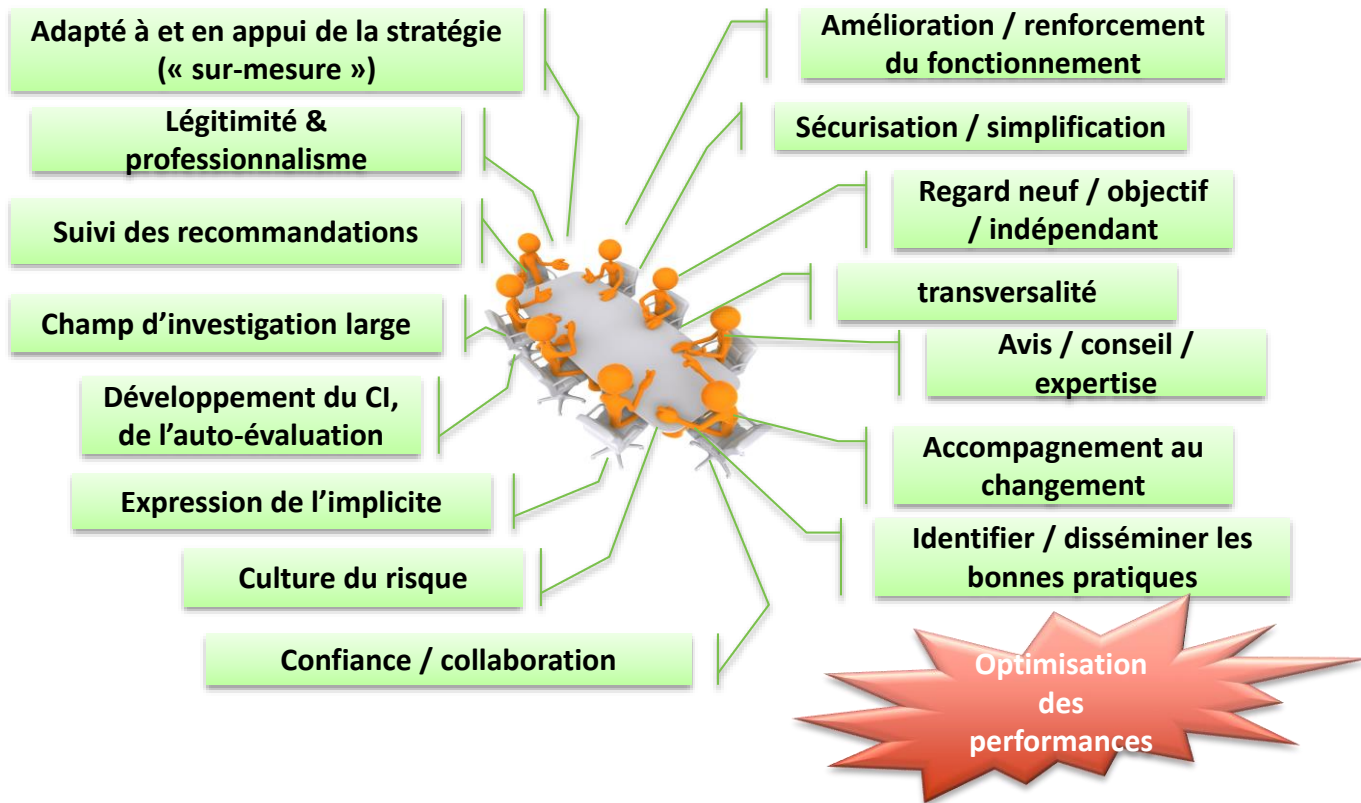 Adapté à et en appui de la stratégie
(« sur-mesure »)
Légitimité &
professionnalisme
Suivi des recommandations
Champ d’investigation large
Développement du CI,
de l’auto-évaluation
Expression de l’implicite
Culture du risque
Confiance / collaboration
Amélioration / renforcement
du fonctionnement
Sécurisation / simplification
Regard neuf / objectif
/ indépendant
transversalité
Avis / conseil /
expertise
Accompagnement au
changement
Identifier / disséminer les
bonnes pratiques
Optimisation
des
performances